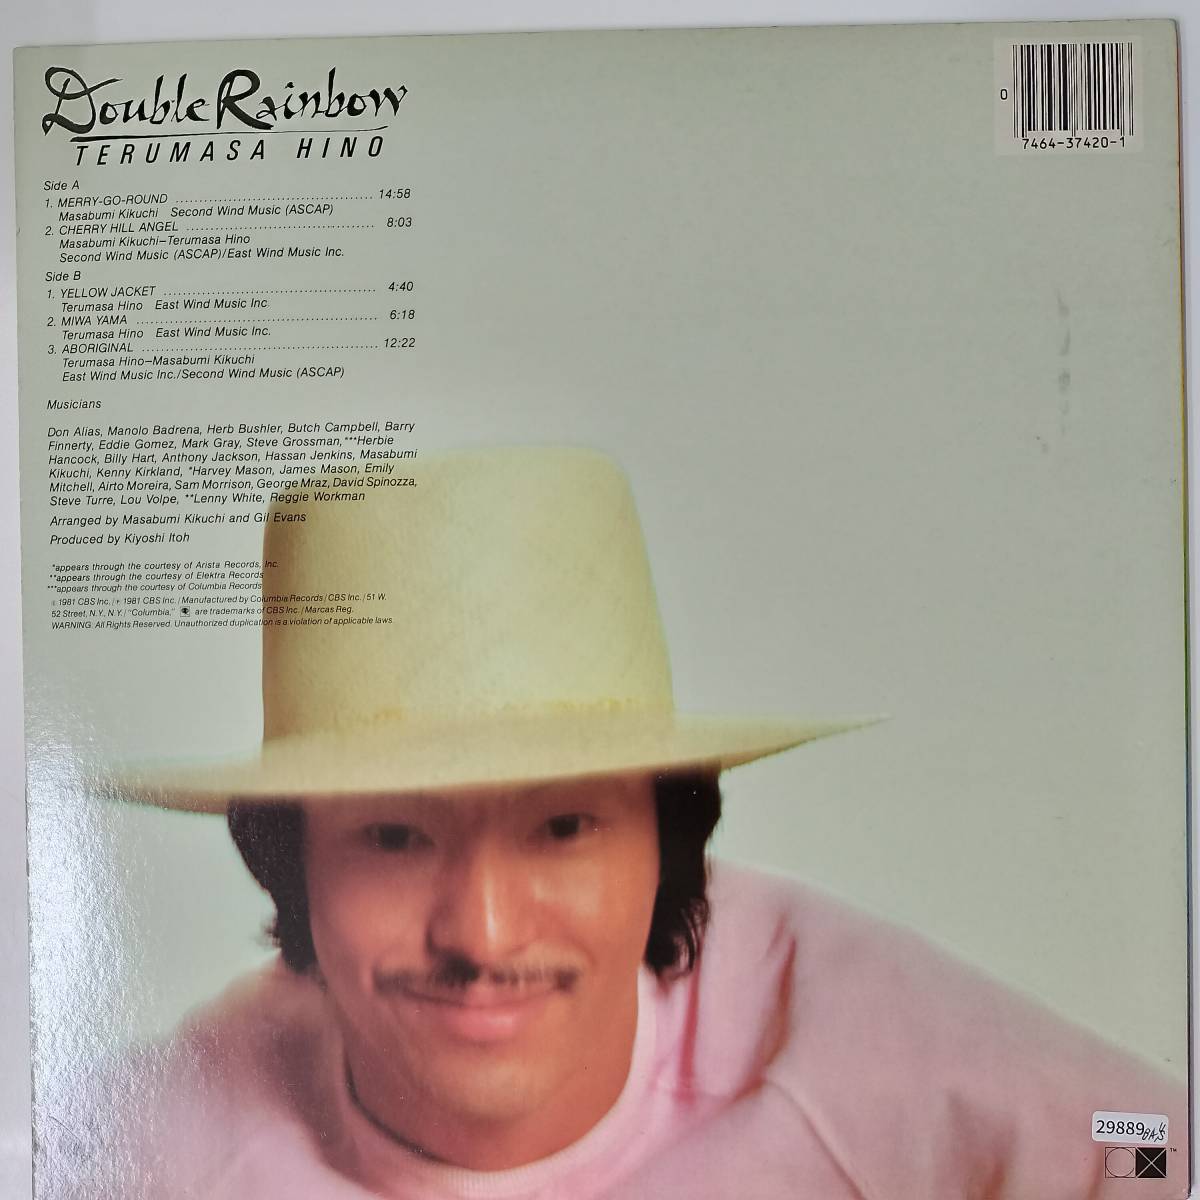 Double Rainbow
TERUMASA HINO
0
7464-37420-1
Side A
1. MERRY-GO-ROUND ........................................ 14:58
Masabumi Kikuchi Second Wind Music (ASCAP)
2. CHERRY HILL ANGEL ...................................... 8:03
Masabumi Kikuchi–Terumasa Hino
Second Wind Music (ASCAP)/East Wind Music Inc.
Side B
1. YELLOW JACKET ........................................... 4:40
Terumasa Hino East Wind Music Inc.
2. MIWA YAMA ................................................. 6:18
Terumasa Hino East Wind Music Inc.
3. ABORIGINAL ................................................ 12:22
Terumasa Hino–Masabumi Kikuchi
East Wind Music Inc./Second Wind Music (ASCAP)
Musicians
Don Alias, Manolo Badrena, Herb Bushler, Butch Campbell, Barry
Finnerty, Eddie Gomez, Mark Gray, Steve Grossman, ***Herbie
Hancock, Billy Hart, Anthony Jackson, Hassan Jenkins, Masabumi
Kikuchi, Kenny Kirkland, *Harvey Mason, James Mason, Emily
Mitchell, Airto Moreira, Sam Morrison, George Mraz, David Spinozza,
Steve Turre, Lou Volpe, **Lenny White, Reggie Workman
Arranged by Masabumi Kikuchi and Gil Evans
Produced by Kiyoshi Itoh
*appears through the courtesy of Arista Records, Inc.
**appears through the courtesy of Elektra Records
***appears through the courtesy of Columbia Records
© 1981 CBS Inc./℗ 1981 CBS Inc./Manufactured by Columbia Records/CBS Inc./51 W.
52 Street, N.Y., N.Y./"Columbia," are trademarks of CBS Inc./Marcas Reg.
WARNING: All Rights Reserved. Unauthorized duplication is a violation of applicable laws.
29889
TM